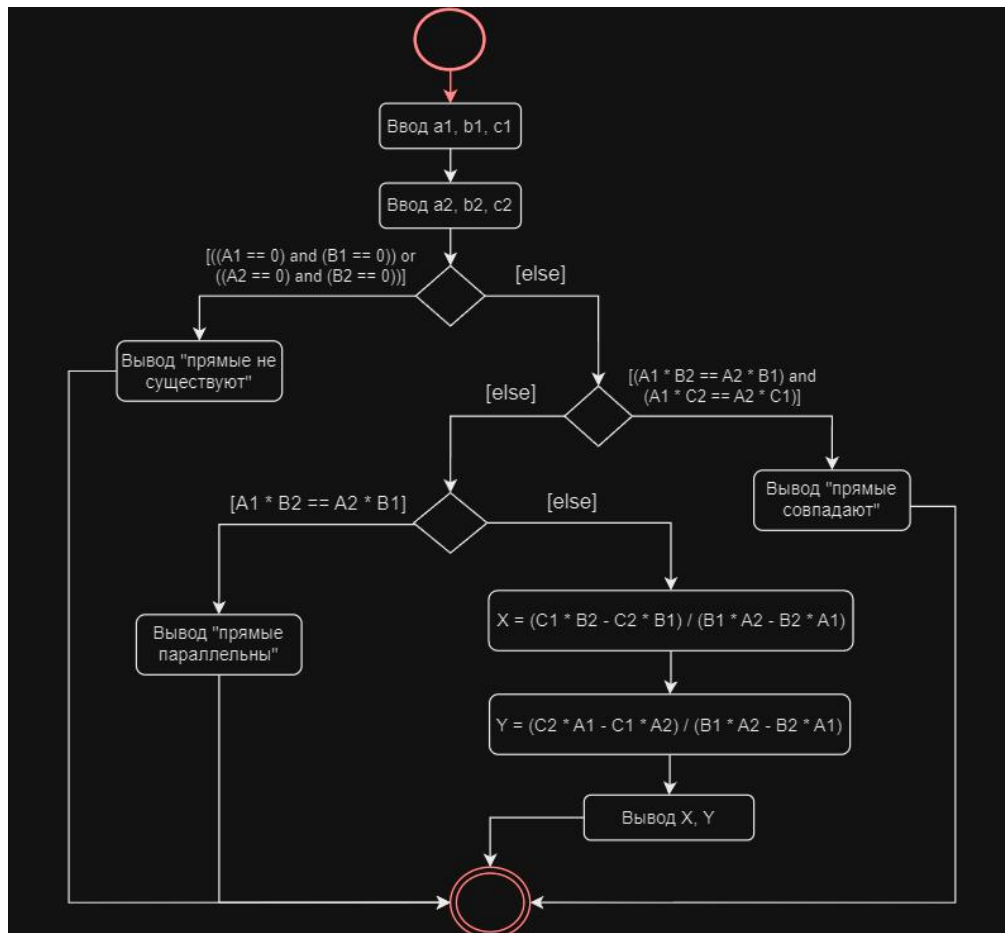 Ввод a1, b1, c1
Ввод a2, b2, c2
[((A1 == 0) and (B1 == 0)) or
((A2 == 0) and (B2 == 0))]
[else]
Вывод "прямые не
существуют"
[(A1 * B2 == A2 * B1) and
(A1 * C2 == A2 * C1)]
[else]
Вывод "прямые
совпадают"
[A1 * B2 == A2 * B1]
[else]
Вывод "прямые
параллельны"
X = (C1 * B2 - C2 * B1) / (B1 * A2 - B2 * A1)
Y = (C2 * A1 - C1 * A2) / (B1 * A2 - B2 * A1)
Вывод X, Y